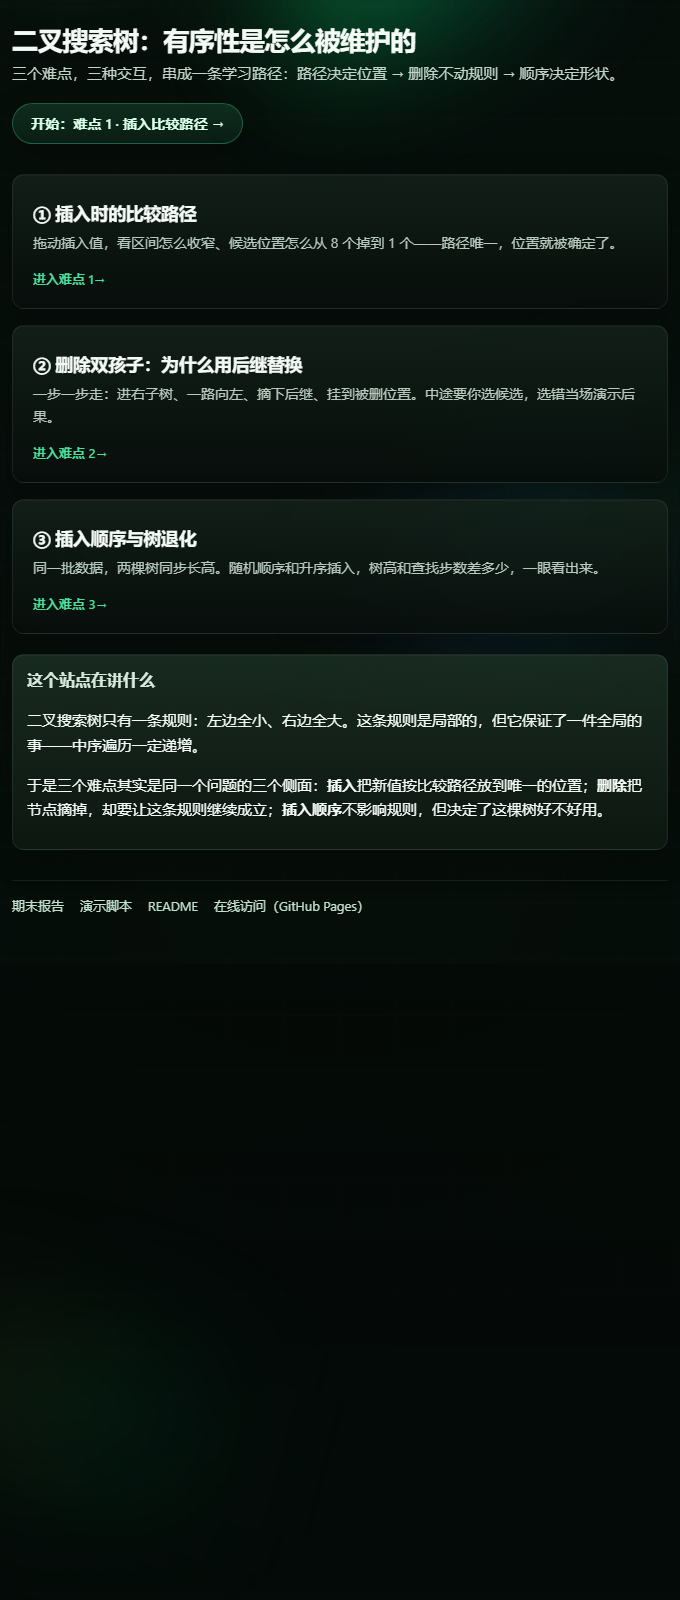 二叉搜索树：有序性是怎么被维护的
三个难点，三种交互，串成一条学习路径：路径决定位置 → 删除不动规则 → 顺序决定形状。
开始：难点 1 · 插入比较路径 →
① 插入时的比较路径
拖动插入值，看区间怎么收窄、候选位置怎么从 8 个掉到 1 个——路径唯一，位置就被确定了。
进入难点 1→
② 删除双孩子：为什么用后继替换
一步一步走：进右子树、一路向左、摘下后继、挂到被删位置。中途要你选候选，选错当场演示后
果。
进入难点 2→
③ 插入顺序与树退化
同一批数据，两棵树同步长高。随机顺序和升序插入，树高和查找步数差多少，一眼看出来。
进入难点 3→
这个站点在讲什么
二叉搜索树只有一条规则：左边全小、右边全大。这条规则是局部的，但它保证了一件全局的
事——中序遍历一定递增。
于是三个难点其实是同一个问题的三个侧面：插入把新值按比较路径放到唯一的位置；删除把
节点摘掉，却要让这条规则继续成立；插入顺序不影响规则，但决定了这棵树好不好用。
期末报告 演示脚本 README 在线访问（GitHub Pages）